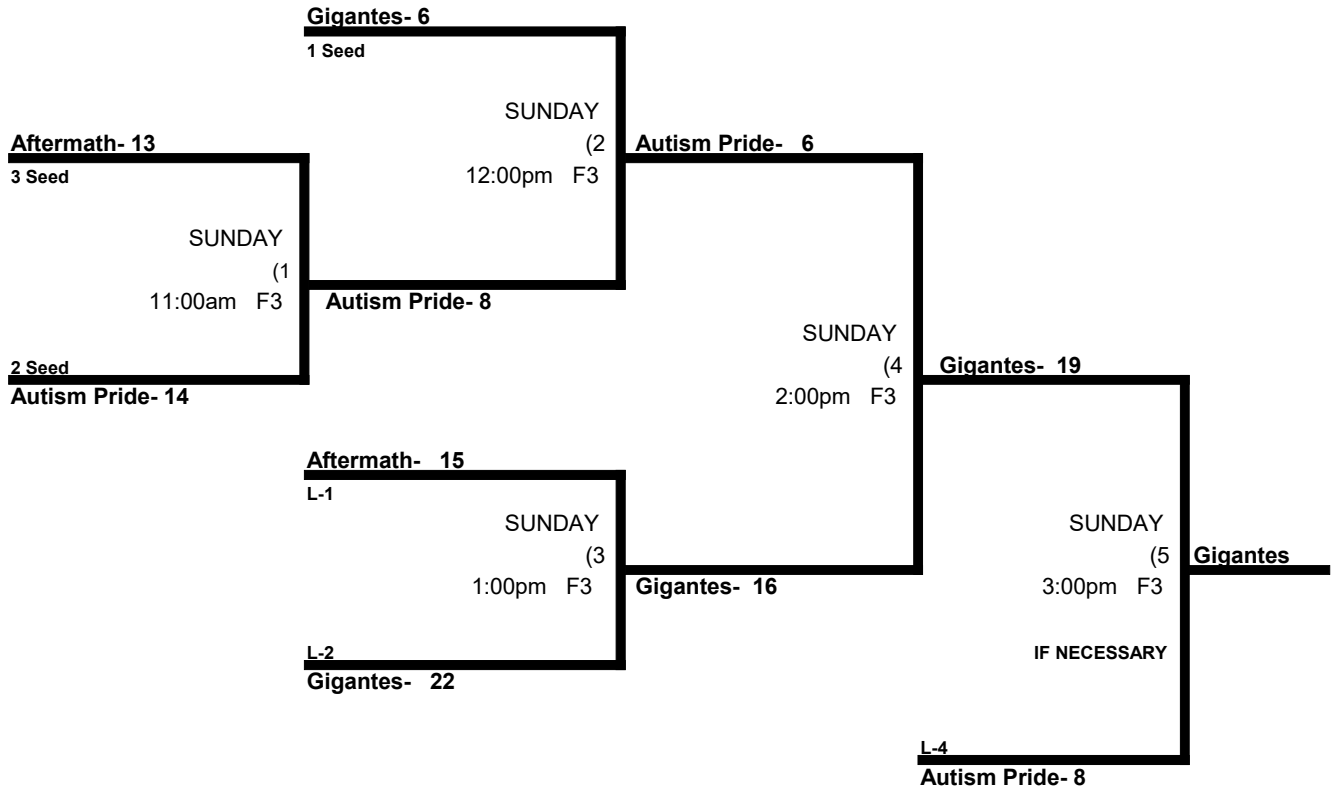 Gigantes- 6
1 Seed
SUNDAY
(2
12:00pm F3
Aftermath- 13
3 Seed
Autism Pride- 6
SUNDAY
(1
11:00am F3
Autism Pride- 8
2 Seed
Autism Pride- 14
SUNDAY
(4
2:00pm F3
Gigantes- 19
Aftermath- 15
L-1
SUNDAY
(3
1:00pm F3
Gigantes- 16
L-2
Gigantes- 22
SUNDAY
(5
3:00pm F3
IF NECESSARY
Gigantes
L-4
Autism Pride- 8